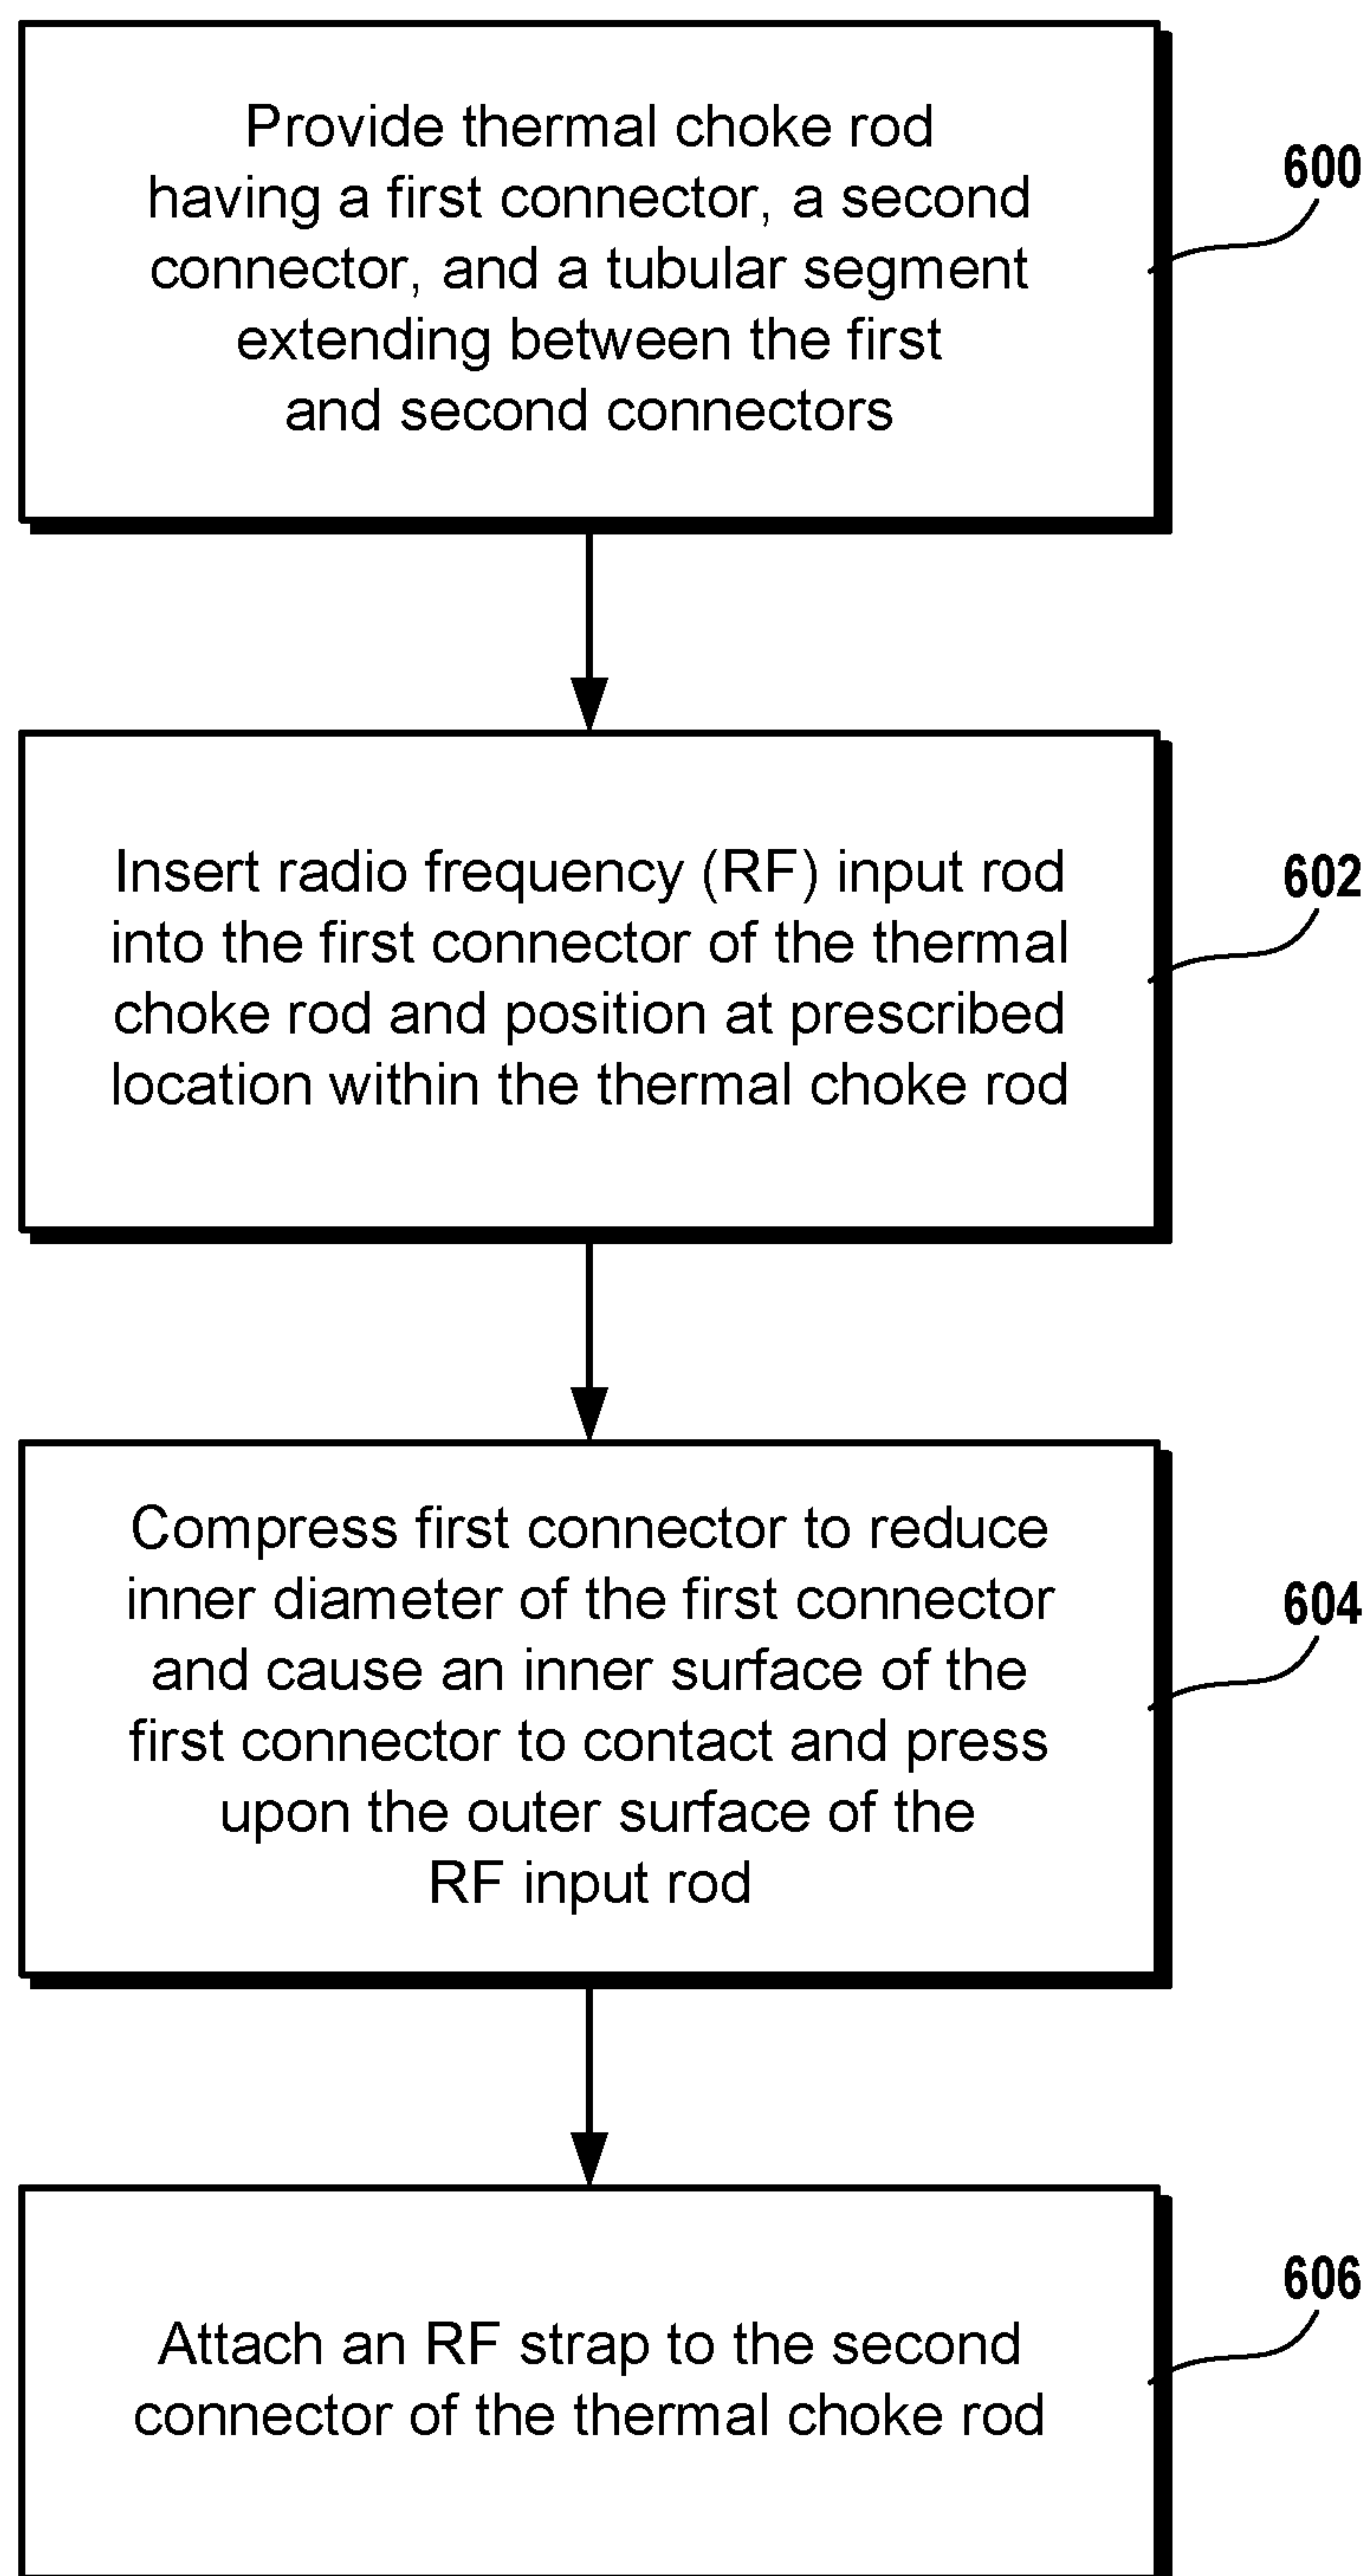 Provide thermal choke rod
having a first connector, a second
connector, and a tubular segment
extending between the first
and second connectors
600
Insert radio frequency (RF) input rod
into the first connector of the thermal
choke rod and position at prescribed
location within the thermal choke rod
602
Compress first connector to reduce
inner diameter of the first connector
and cause an inner surface of the
first connector to contact and press
upon the outer surface of the
RF input rod
604
Attach an RF strap to the second
connector of the thermal choke rod
606